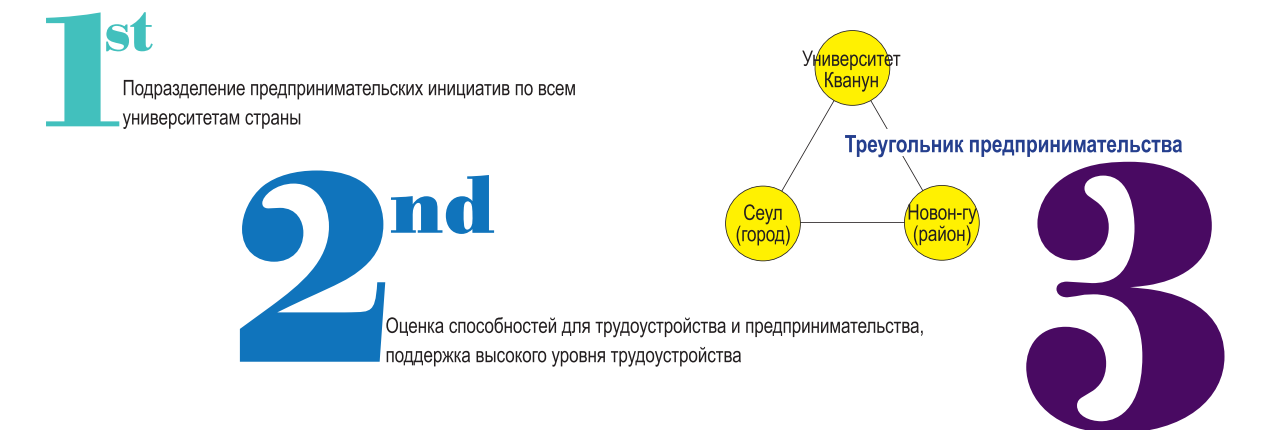 1st
Подразделение предпринимательских инициатив по всем
университетам страны
2nd
Оценка способностей для трудоустройства и предпринимательства,
поддержка высокого уровня трудоустройства
Университет
Кванун
Треугольник предпринимательства
Сеул
(город)
Новон-гу
(район)
3